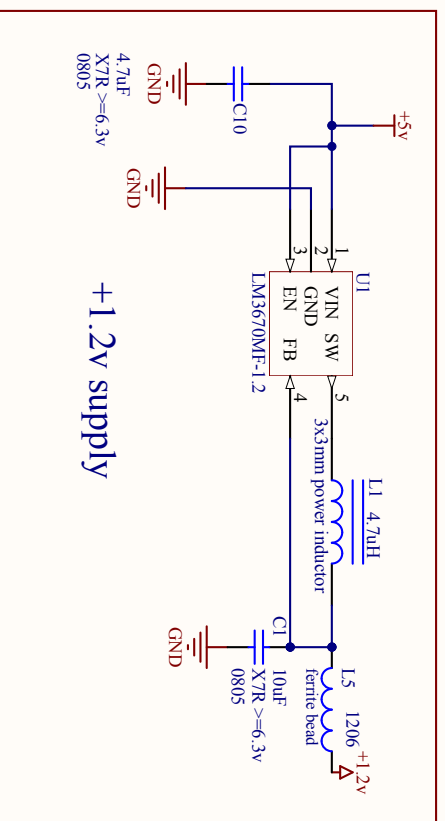 +5v
C10
GND
4.7uF
X7R >=6.3v
0805
GND
U1
1
2
3
VIN SW
GND
EN FB
5
4
LM3670MF-1.2
L1 4.7uH
3x3mm power inductor
L5 1206
ferrite bead
+1.2v
C1
10uF
X7R >=6.3v
0805
GND
+1.2v supply